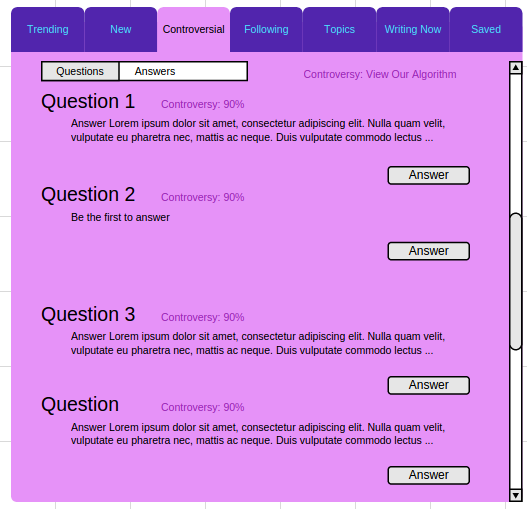 Trending New Controversial Following Topics Writing Now Saved
Questions Answers Controversy: View Our Algorithm
Question 1 Controversy: 90%
Answer Lorem ipsum dolor sit amet, consectetur adipiscing elit. Nulla quam velit,
vulputate eu pharetra nec, mattis ac neque. Duis vulputate commodo lectus ...
Answer
Question 2 Controversy: 90%
Be the first to answer
Answer
Question 3 Controversy: 90%
Answer Lorem ipsum dolor sit amet, consectetur adipiscing elit. Nulla quam velit,
vulputate eu pharetra nec, mattis ac neque. Duis vulputate commodo lectus ...
Answer
Question Controversy: 90%
Answer Lorem ipsum dolor sit amet, consectetur adipiscing elit. Nulla quam velit,
vulputate eu pharetra nec, mattis ac neque. Duis vulputate commodo lectus ...
Answer